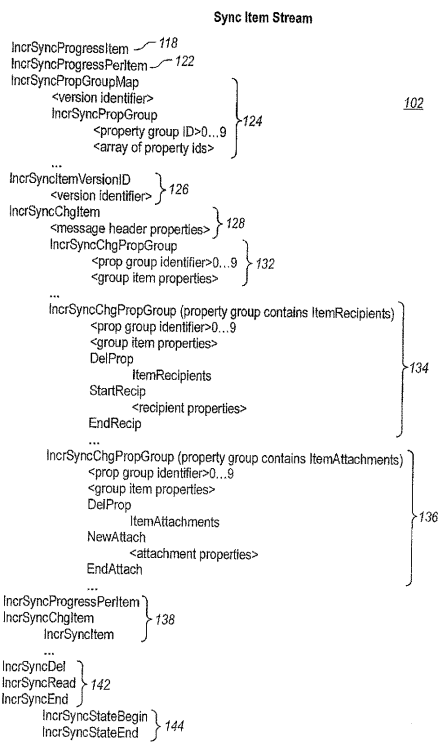 Sync Item Stream
IncrSyncProgressItem 118
IncrSyncProgressPerItem 122
IncrSyncPropGroupMap
<version identifier>
102
IncrSyncPropGroup
124
<property group ID>0...9
<array of property ids>
...
IncrSyncItemVersionID
126
<version identifier>
IncrSyncChgItem
128
<message header properties>
IncrSyncChgPropGroup
<prop group identifier>0...9 132
<group item properties>
...
IncrSyncChgPropGroup (property group contains ItemRecipients)
<prop group identifier>0...9
<group item properties>
DelProp
134
ItemRecipients
StartRecip
<recipient properties>
EndRecip
...
IncrSyncChgPropGroup (property group contains ItemAttachments)
<prop group identifier>0...9
<group item properties>
DelProp
136
ItemAttachments
NewAttach
<attachment properties>
EndAttach
...
IncrSyncProgressPerItem
IncrSyncChgItem 138
IncrSyncItem
...
IncrSyncDel
IncrSyncRead 142
IncrSyncEnd
IncrSyncStateBegin
144
IncrSyncStateEnd